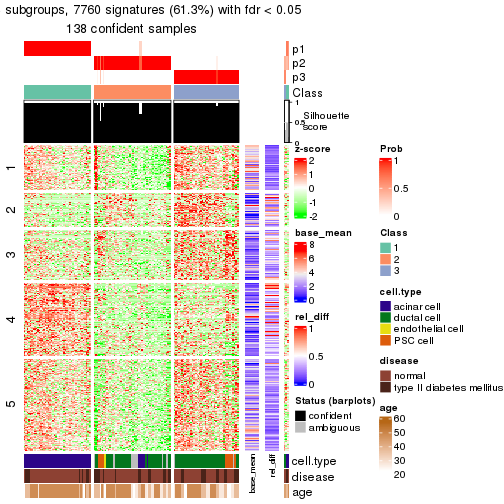 subgroups, 7760 signatures (61.3%) with fdr < 0.05
138 confident samples
p1
p2
p3
Class
1
0.5
0
Silhouette
score
1
2
3
4
5
z-score
2
1
0
-1
-2
base_mean
8
6
4
2
0
rel_diff
1
0.5
0
Status (barplots)
confident
ambiguous
Prob
1
0.5
0
Class
1
2
3
cell.type
acinar cell
ductal cell
endothelial cell
PSC cell
disease
normal
type II diabetes mellitus
age
60
50
40
30
20
cell.type
disease
age
base_mean
rel_diff